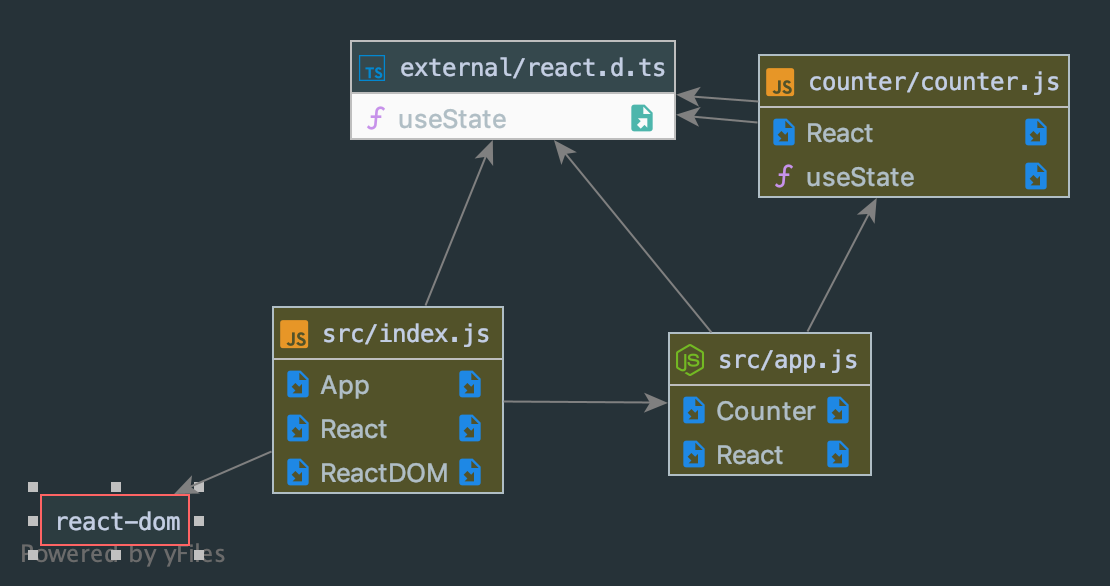 TS external/react.d.ts
f useState
JS counter/counter.js
React
f useState
JS src/index.js
App
React
ReactDOM
JS src/app.js
Counter
React
react-dom
Powered by yFiles